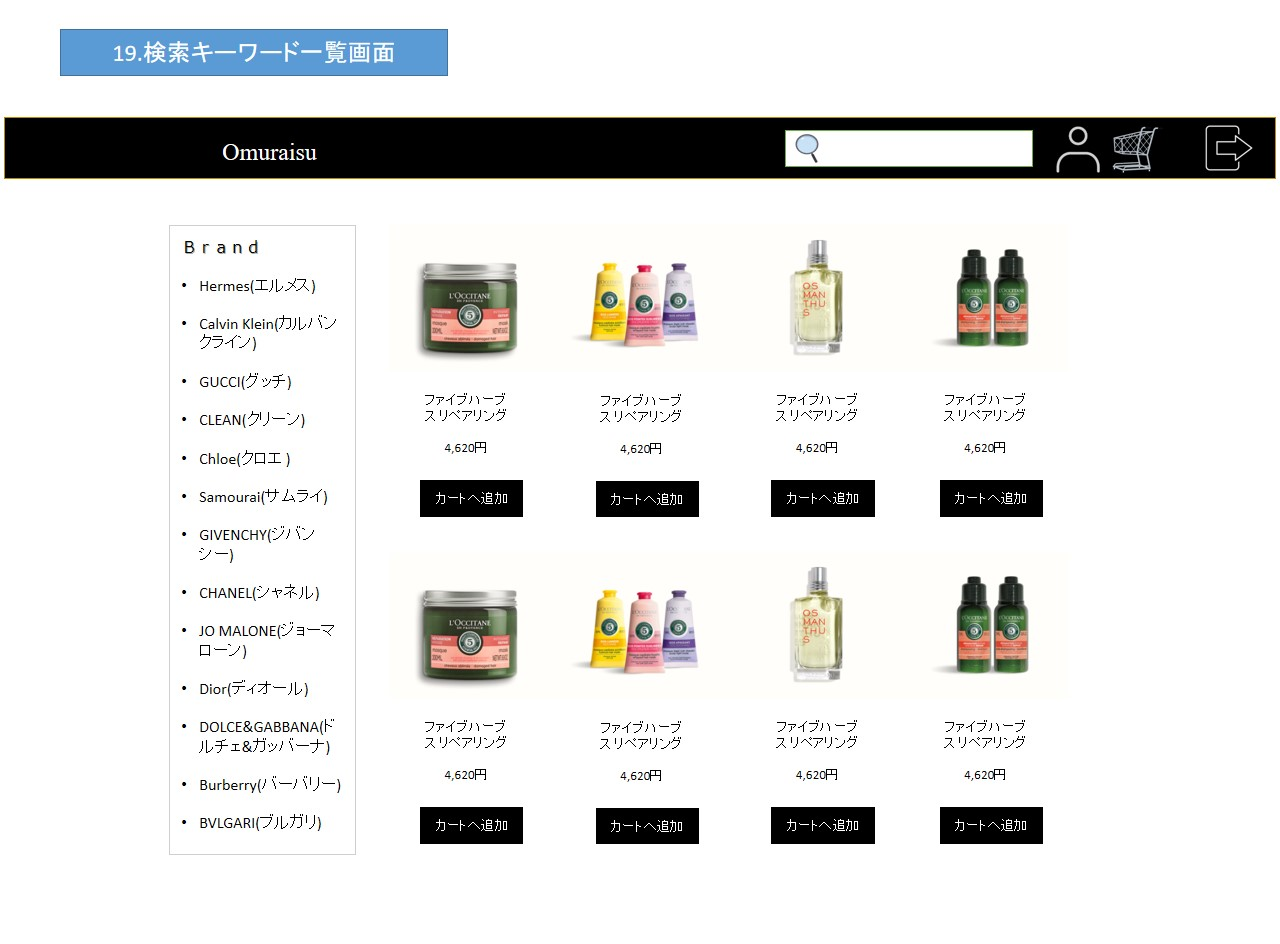 19.検索キーワード一覧画面
Omuraisu
Brand
• Hermes(エルメス)
• Calvin Klein(カルバン
クライン)
• GUCCI(グッチ)
• CLEAN(クリーン)
• Chloe(クロエ )
• Samourai(サムライ)
• GIVENCHY(ジバン
シー)
• CHANEL(シャネル)
• JO MALONE(ジョーマ
ローン)
• Dior(ディオール)
• DOLCE&GABBANA(ド
ルチェ&ガッバーナ)
• Burberry(バーバリー)
• BVLGARI(ブルガリ)
L'OCCITANE
EN PROVENCE
5
OS
MAN
THU
S
ファイブハーブ
スリペアリング
4,620円
カートへ追加
ファイブハーブ
スリペアリング
4,620円
カートへ追加
ファイブハーブ
スリペアリング
4,620円
カートへ追加
ファイブハーブ
スリペアリング
4,620円
カートへ追加
L'OCCITANE
EN PROVENCE
5
OS
MAN
THU
S
ファイブハーブ
スリペアリング
4,620円
カートへ追加
ファイブハーブ
スリペアリング
4,620円
カートへ追加
ファイブハーブ
スリペアリング
4,620円
カートへ追加
ファイブハーブ
スリペアリング
4,620円
カートへ追加